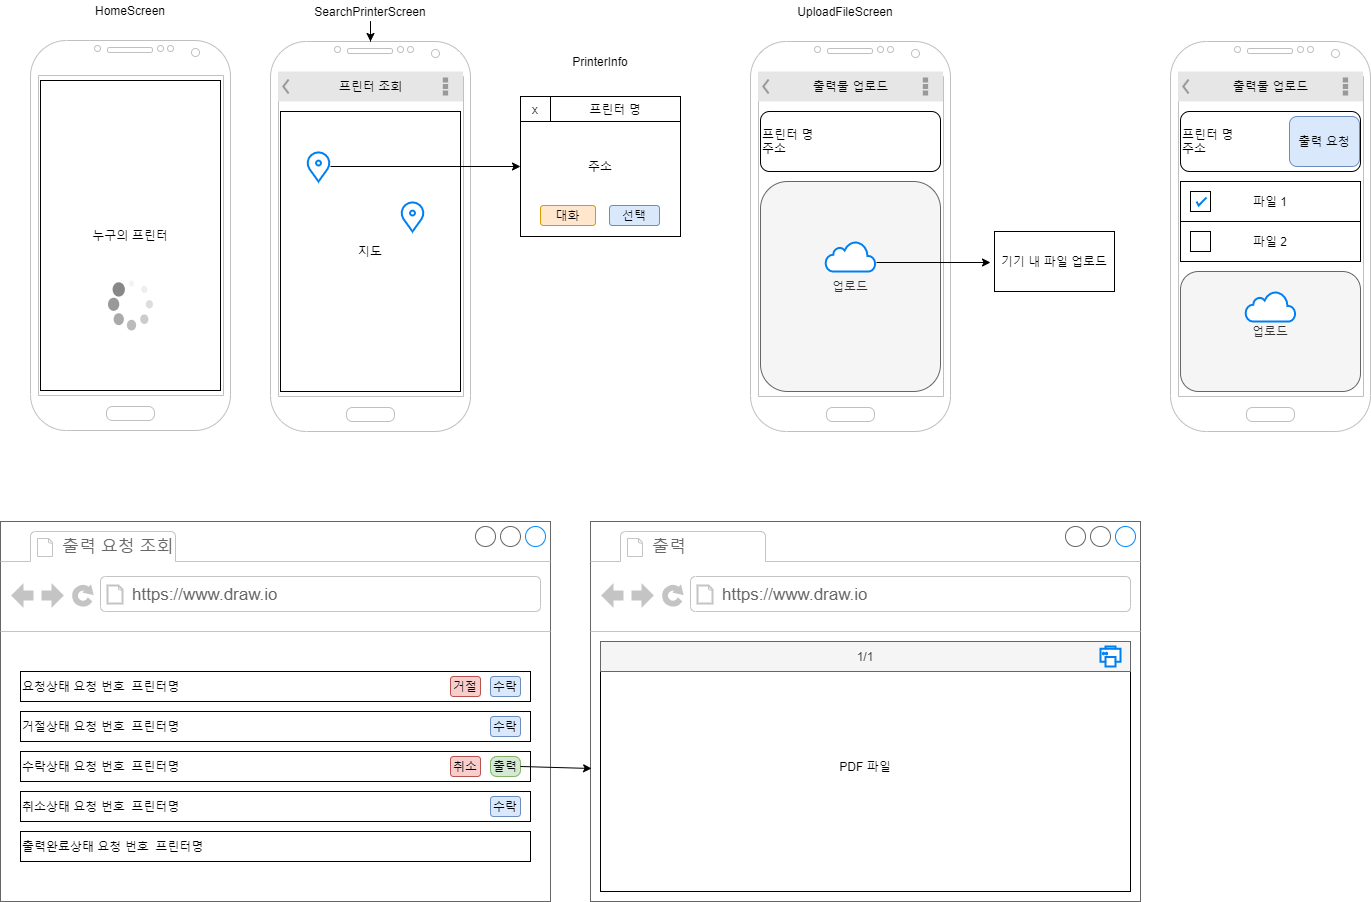 HomeScreen
누구의 프린터
SearchPrinterScreen
프린터 조회
지도
PrinterInfo
x
프린터 명
주소
대화
선택
UploadFileScreen
출력물 업로드
프린터 명
주소
업로드
기기 내 파일 업로드
출력물 업로드
프린터 명
주소
출력 요청
파일 1
파일 2
업로드
출력 요청 조회
https://www.draw.io
요청상태 요청 번호 프린터명
거절
수락
거절상태 요청 번호 프린터명
수락
수락상태 요청 번호 프린터명
취소
출력
취소상태 요청 번호 프린터명
수락
출력완료상태 요청 번호 프린터명
출력
https://www.draw.io
1/1
PDF 파일